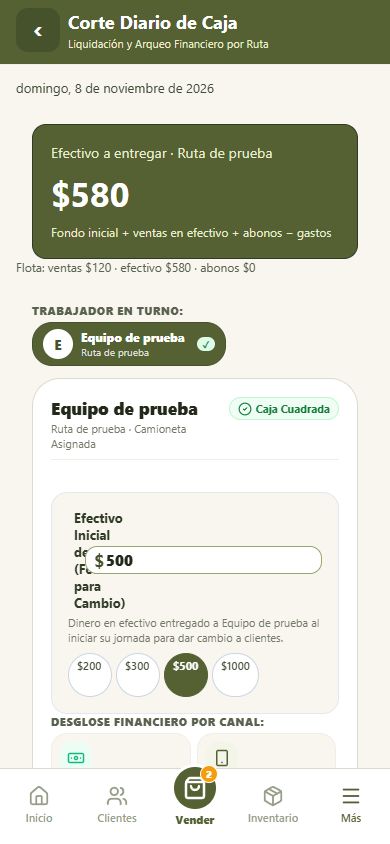 Corte Diario de Caja
Liquidación y Arqueo Financiero por Ruta
domingo, 8 de noviembre de 2026
Efectivo a entregar · Ruta de prueba
$580
Fondo inicial + ventas en efectivo + abonos − gastos
Flota: ventas $120 · efectivo $580 · abonos $0
TRABAJADOR EN TURNO:
E
Equipo de prueba
✓
Ruta de prueba
Equipo de prueba
Caja Cuadrada
Ruta de prueba · Camioneta
Asignada
Efectivo
Inicial
$ 500
para
Cambio)
Dinero en efectivo entregado a Equipo de prueba al
iniciar su jornada para dar cambio a clientes.
$200
$300
$500
$1000
DESGLOSE FINANCIERO POR CANAL:
2
Inicio
Clientes
Vender
Inventario
Más